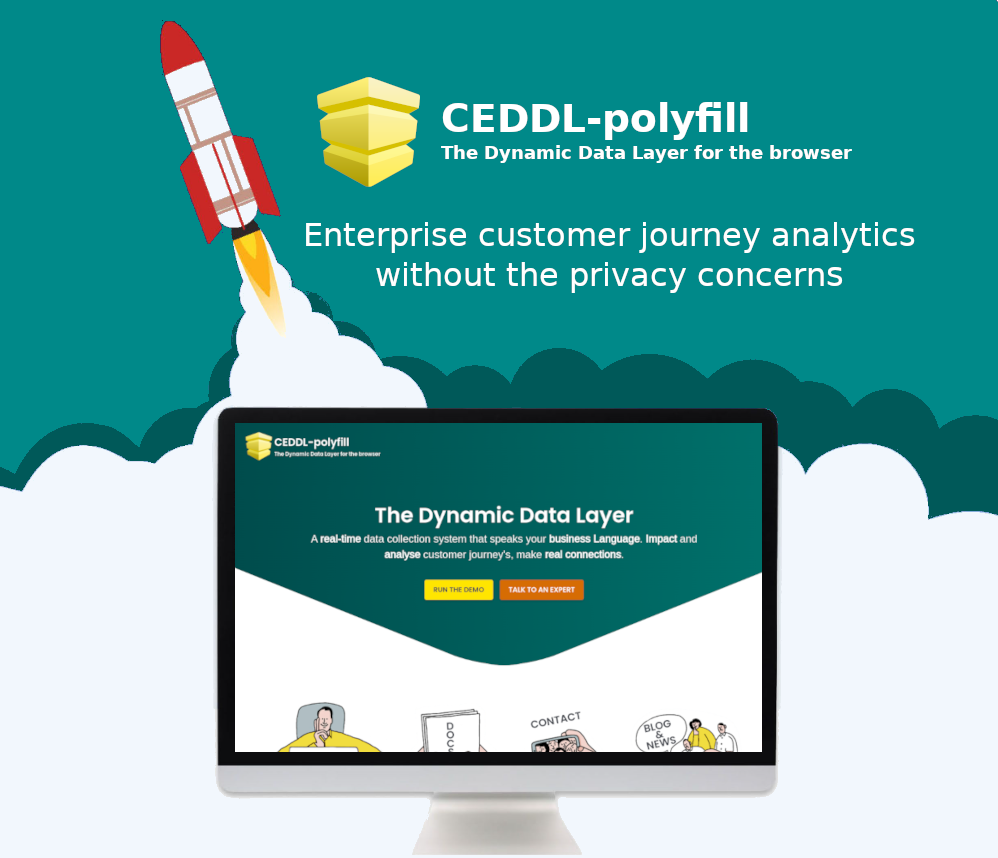 CEDDL-polyfill
The Dynamic Data Layer for the browser
Enterprise customer journey analytics
without the privacy concerns
CEDDL-polyfill
The Dynamic Data Layer for the browser
The Dynamic Data Layer
A real-time data collection system that speaks your business Language. Impact and
analyse customer journey's, make real connections.
RUN THE DEMO TALK TO AN EXPERT
DOCS
CONTACT
BLOG
&
NEWS